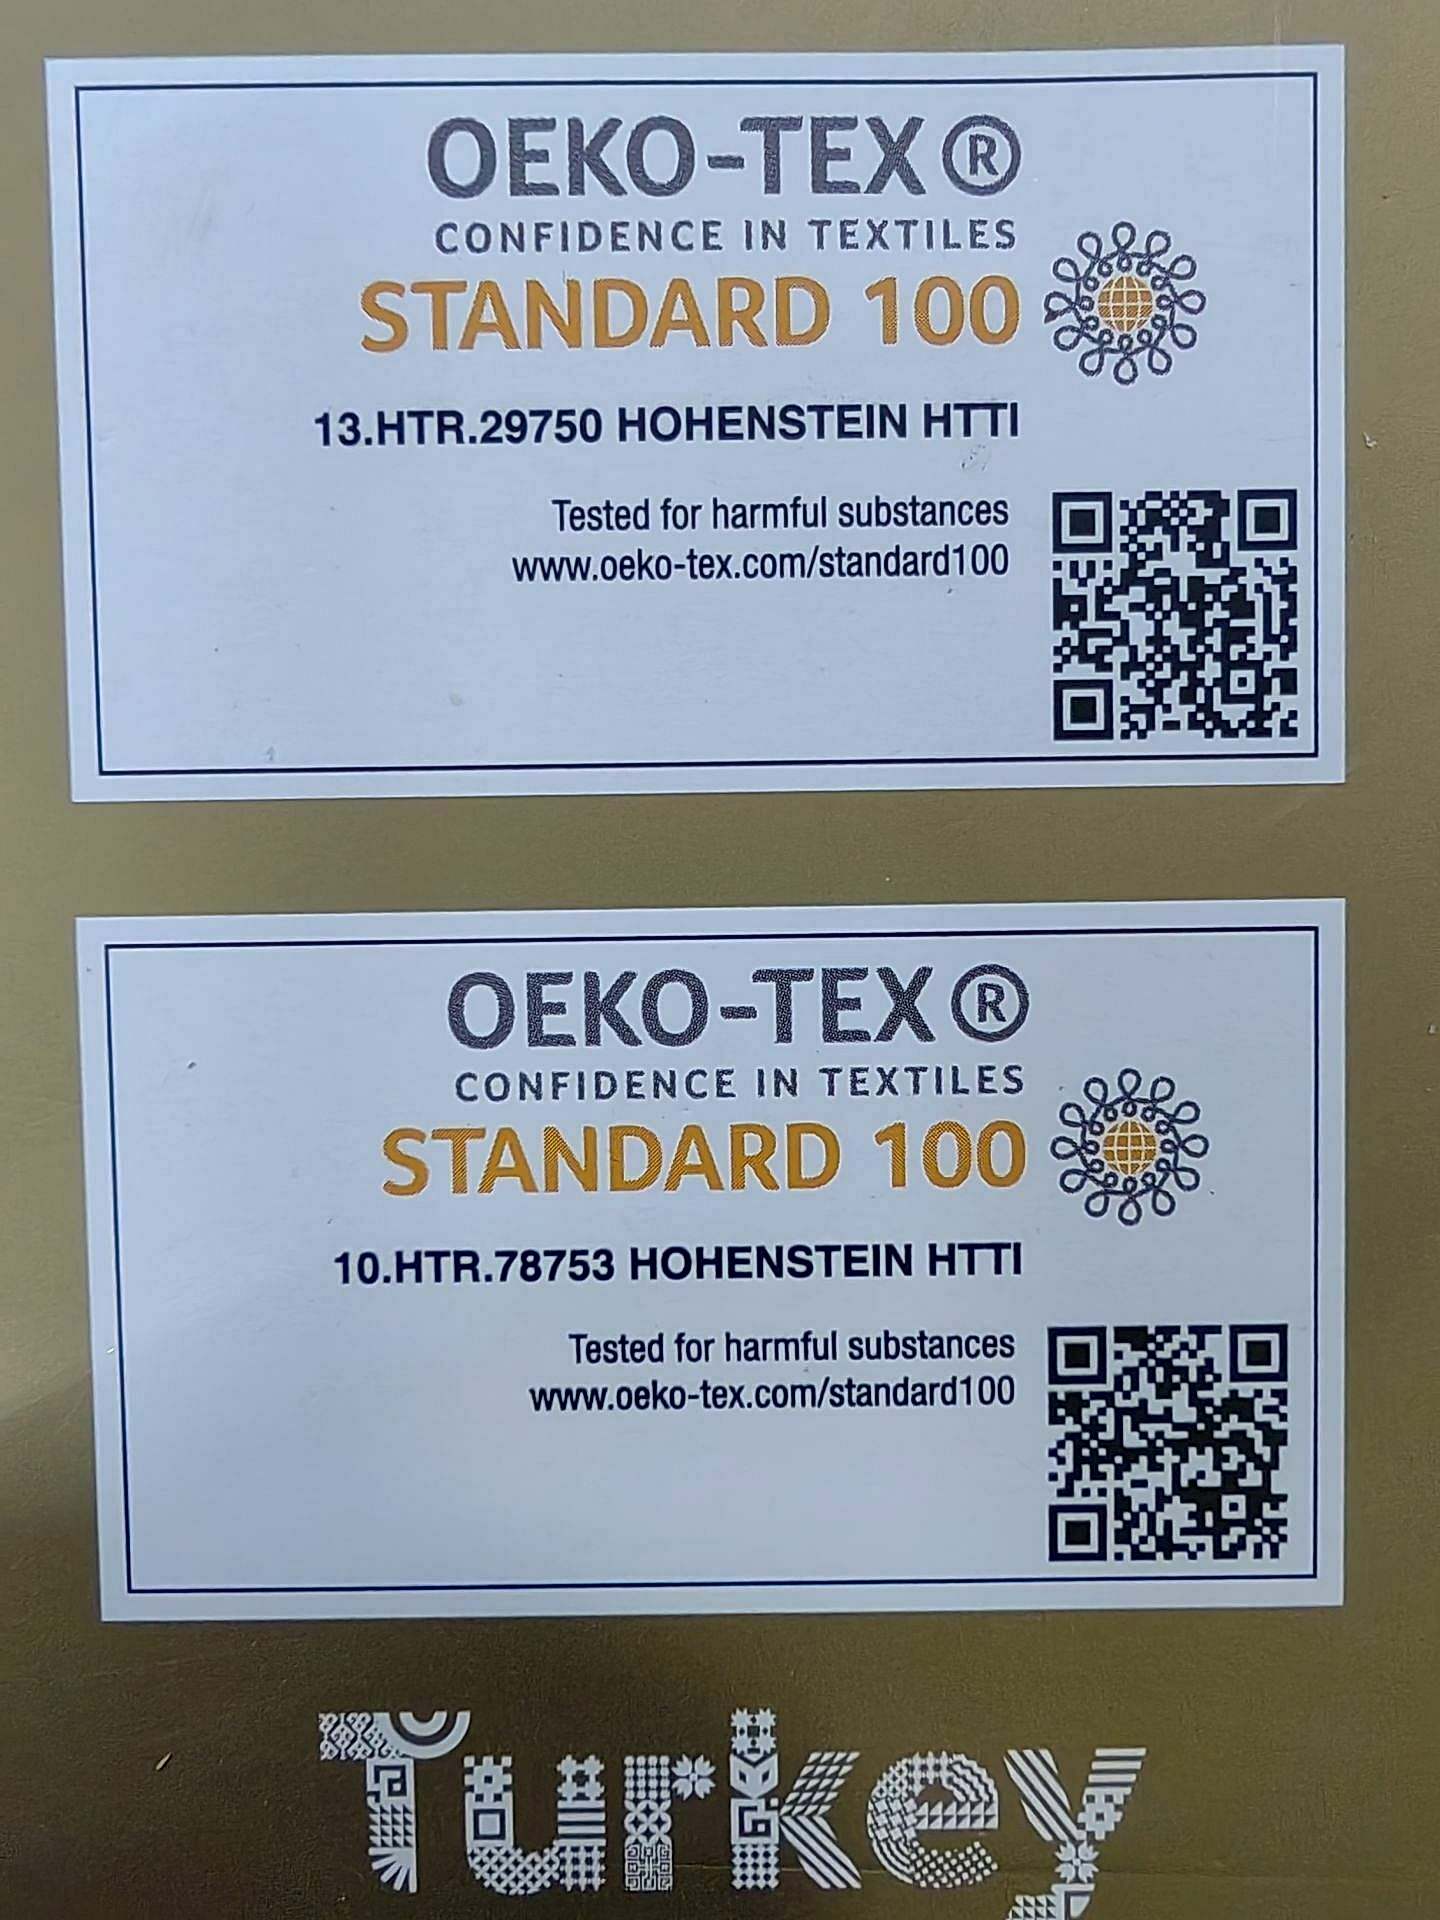 OEKO-TEX®
CONFIDENCE IN TEXTILES
STANDARD 100
13.HTR.29750 HOHENSTEIN HTTI
Tested for harmful substances
www.oeko-tex.com/standard100
OEKO-TEX®
CONFIDENCE IN TEXTILES
STANDARD 100
10.HTR.78753 HOHENSTEIN HTTI
Tested for harmful substances
www.oeko-tex.com/standard100
Turkey